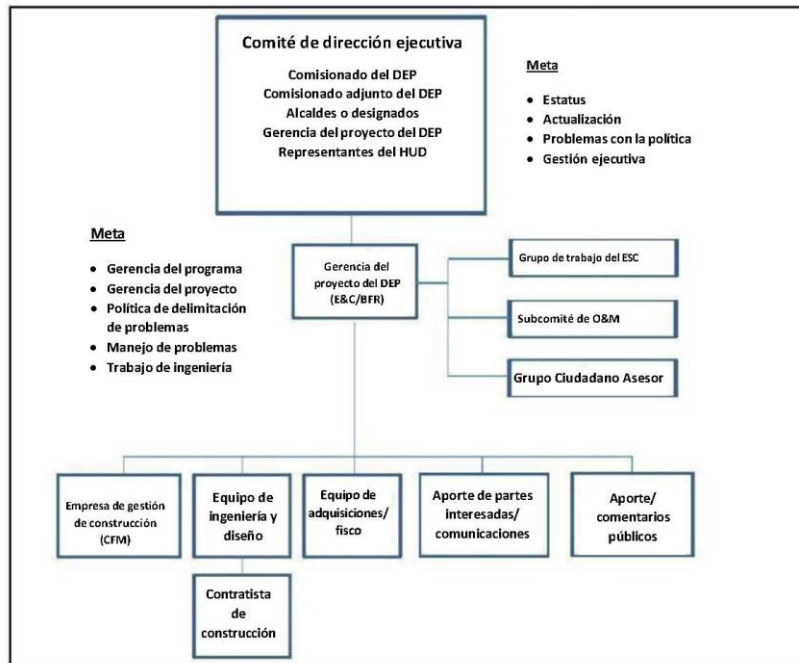 Comité de dirección ejecutiva
Comisionado del DEP
Comisionado adjunto del DEP
Alcaldes o designados
Gerencia del proyecto del DEP
Representantes del HUD
Meta
• Estatus
• Actualización
• Problemas con la política
• Gestión ejecutiva
Meta
• Gerencia del programa
• Gerencia del proyecto
• Política de delimitación
de problemas
• Manejo de problemas
• Trabajo de ingeniería
Gerencia del
proyecto del DEP
(E&C/BFR)
Grupo de trabajo del ESC
Subcomité de O&M
Grupo Ciudadano Asesor
Empresa de gestión
de construcción
(CFM)
Equipo de
ingeniería y
diseño
Equipo de
adquisiciones/
fisco
Aporte de partes
interesadas/
comunicaciones
Aporte/
comentarios
públicos
Contratista
de
construcción